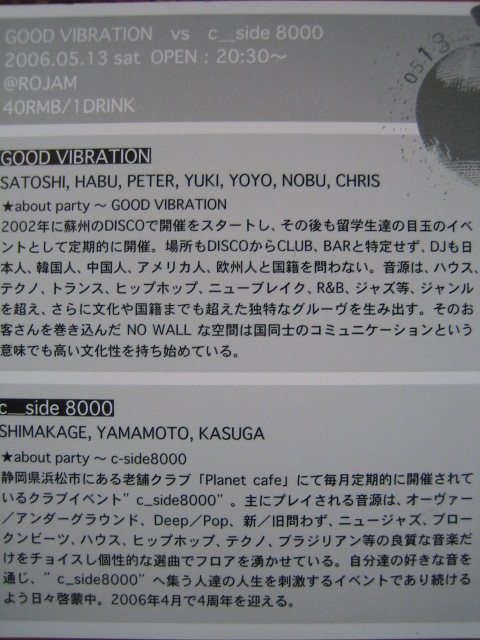 GOOD VIBRATION vs c__side 8000
2006.05.13 sat OPEN : 20:30～
@ROJAM
40RMB/1DRINK
05.13
GOOD VIBRATION
SATOSHI, HABU, PETER, YUKI, YOYO, NOBU, CHRIS
★about party ～ GOOD VIBRATION
2002年に蘇州のDISCOで開催をスタートし、その後も留学生達の目玉のイベ
ントとして定期的に開催。場所もDISCOからCLUB、BARと特定せず、DJも日
本人、韓国人、中国人、アメリカ人、欧州人と国籍を問わない。音源は、ハウス、
テクノ、トランス、ヒップホップ、ニューブレイク、R&B、ジャズ等、ジャンル
を超え、さらに文化や国籍までも超えた独特なグルーヴを生み出す。そのお
客さんを巻き込んだ NO WALL な空間は国同士のコミュニケーションという
意味でも高い文化性を持ち始めている。
c__side 8000
SHIMAKAGE, YAMAMOTO, KASUGA
★about party ～ c-side8000
静岡県浜松市にある老舗クラブ「Planet cafe」にて毎月定期的に開催されて
いるクラブイベント” c_side8000” 。主にプレイされる音源は、オーヴァー
／アンダーグラウンド、Deep／Pop、新／旧問わず、ニュージャズ、ブロー
クンビーツ、ハウス、ヒップホップ、テクノ、ブラジリアン等の良質な音楽だ
けをチョイスし個性的な選曲でフロアを湧かせている。自分達の好きな音を
通じ、” c_side8000” へ集う人達の人生を刺激するイベントであり続ける
よう日々啓蒙中。2006年4月で4周年を迎える。